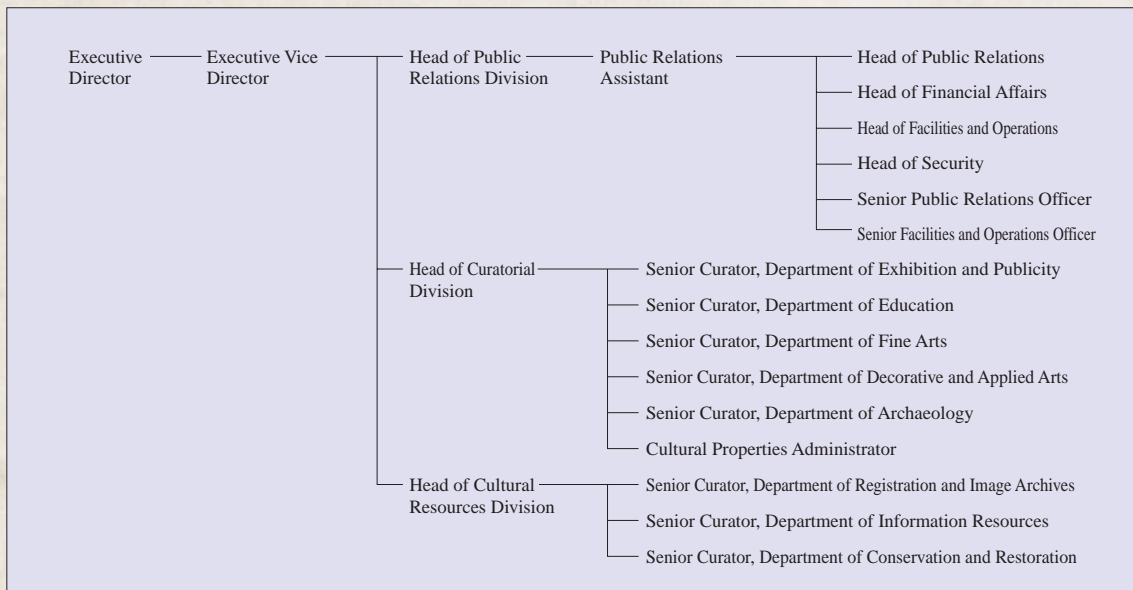 Executive
Director
Executive Vice
Director
Head of Public
Relations Division
Public Relations
Assistant
Head of Public Relations
Head of Financial Affairs
Head of Facilities and Operations
Head of Security
Senior Public Relations Officer
Senior Facilities and Operations Officer
Head of Curatorial
Division
Senior Curator, Department of Exhibition and Publicity
Senior Curator, Department of Education
Senior Curator, Department of Fine Arts
Senior Curator, Department of Decorative and Applied Arts
Senior Curator, Department of Archaeology
Cultural Properties Administrator
Head of Cultural
Resources Division
Senior Curator, Department of Registration and Image Archives
Senior Curator, Department of Information Resources
Senior Curator, Department of Conservation and Restoration